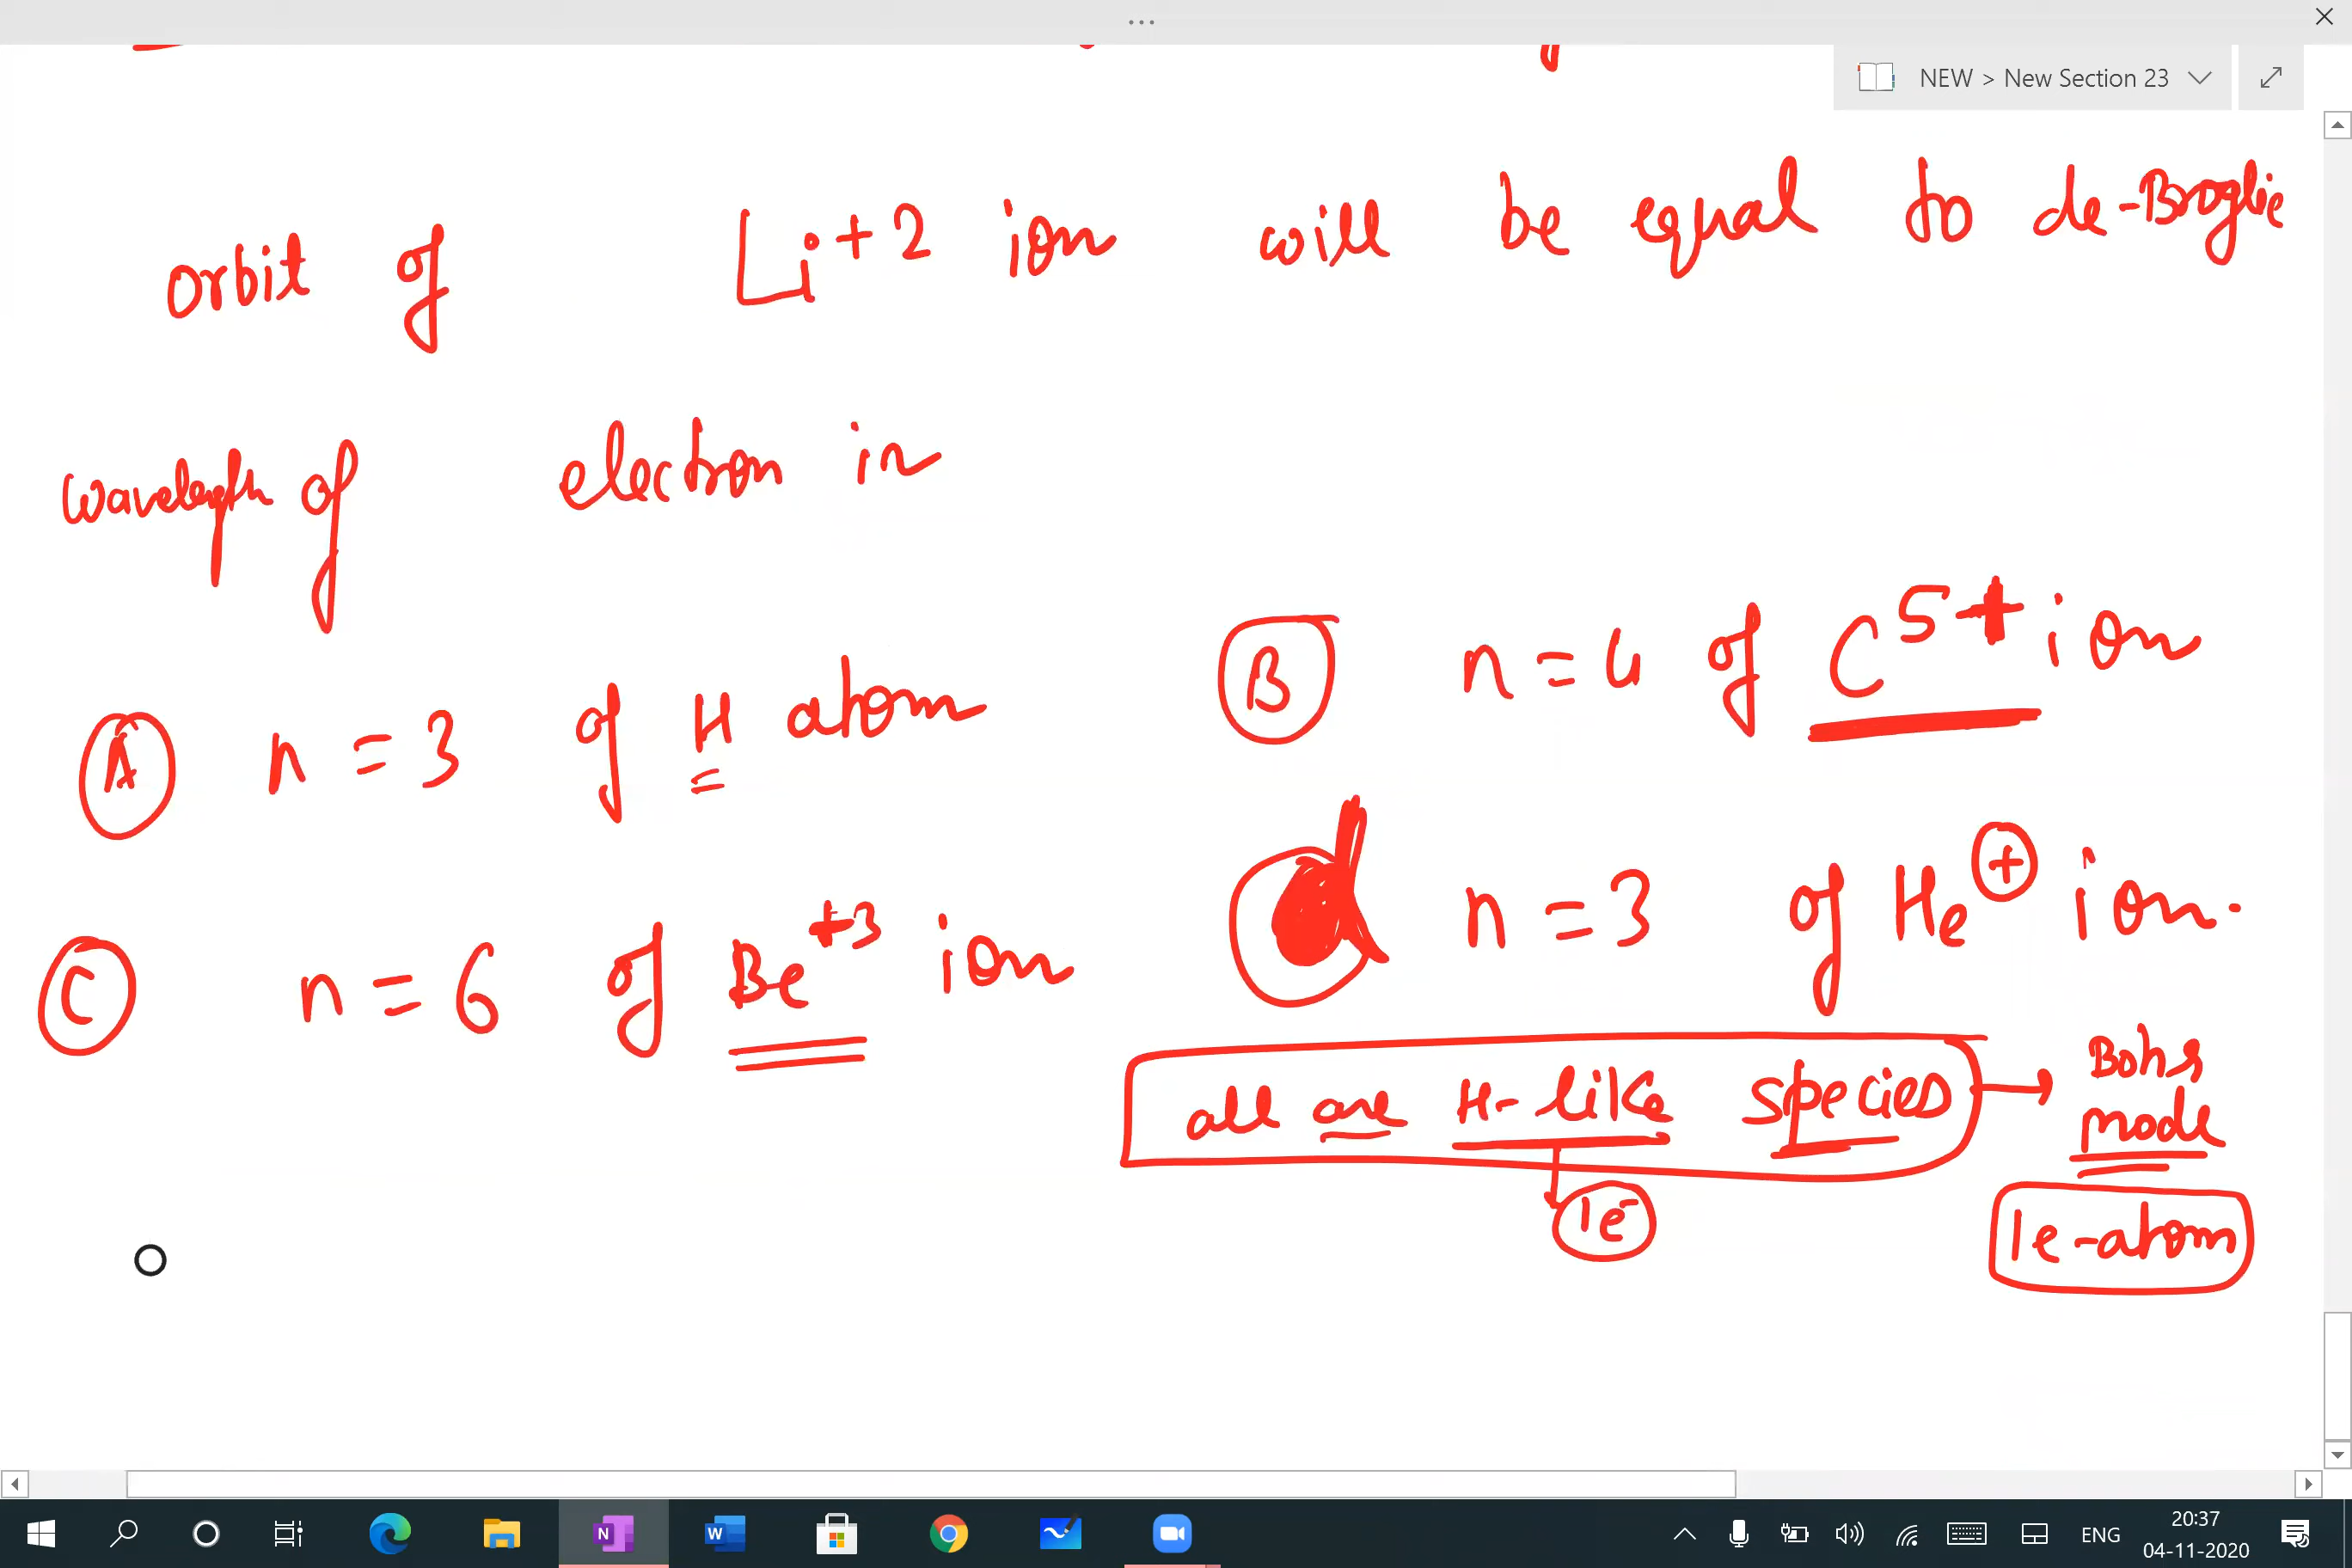 ...
NEW > New Section 23
orbit of Li+2 ion will be equal to de-Broglie
wavelength of electron in
A n = 3 of H atom
B n = 4 of C5+ ion
C n = 6 of Be+3 ion
d n = 3 of He+ ion.
all are H-like species → Bohs
mode
1e-
1e-atom
ENG
20:37
04-11-2020